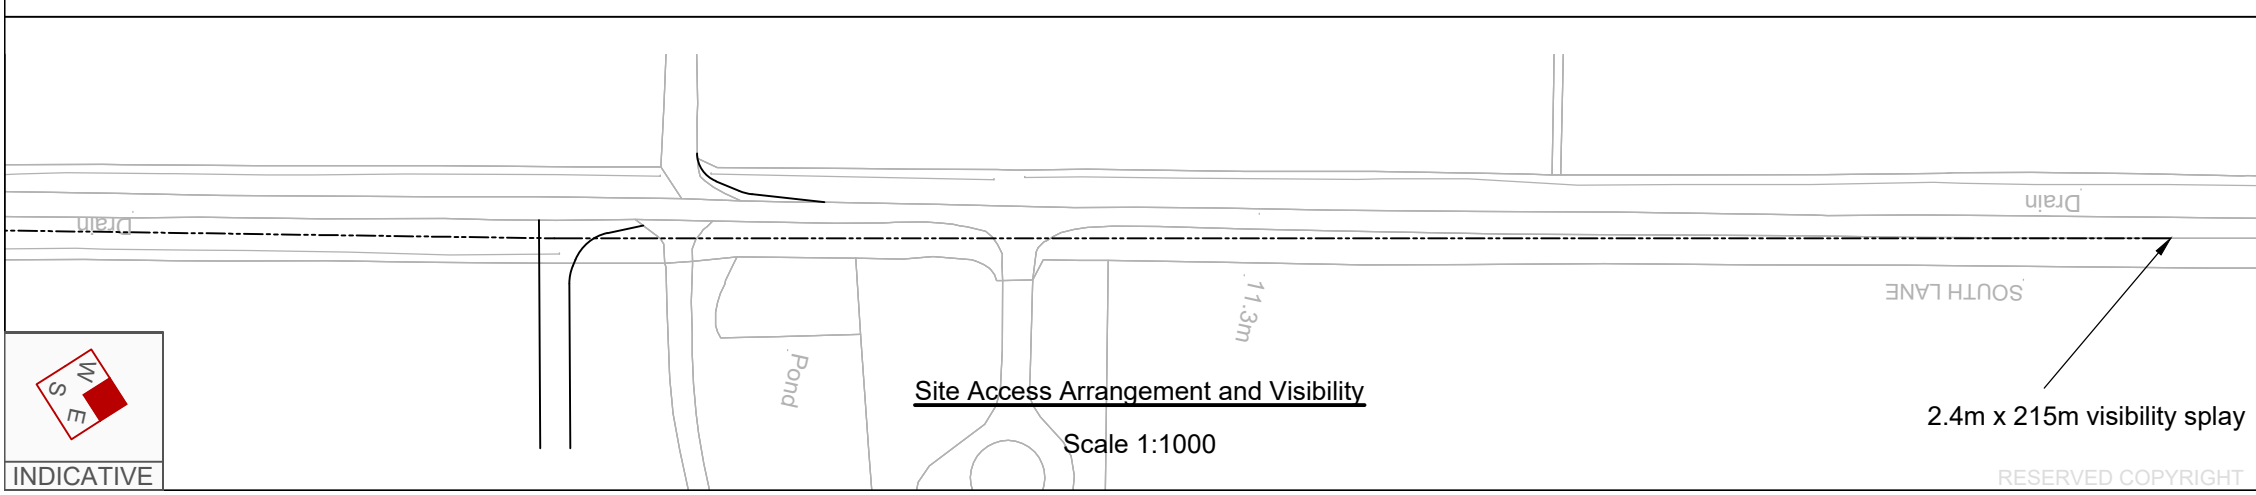 Drain
Drain
SOUTH LANE
11.3m
Pond
W
S
E
Site Access Arrangement and Visibility
Scale 1:1000
2.4m x 215m visibility splay
INDICATIVE
RESERVED COPYRIGHT